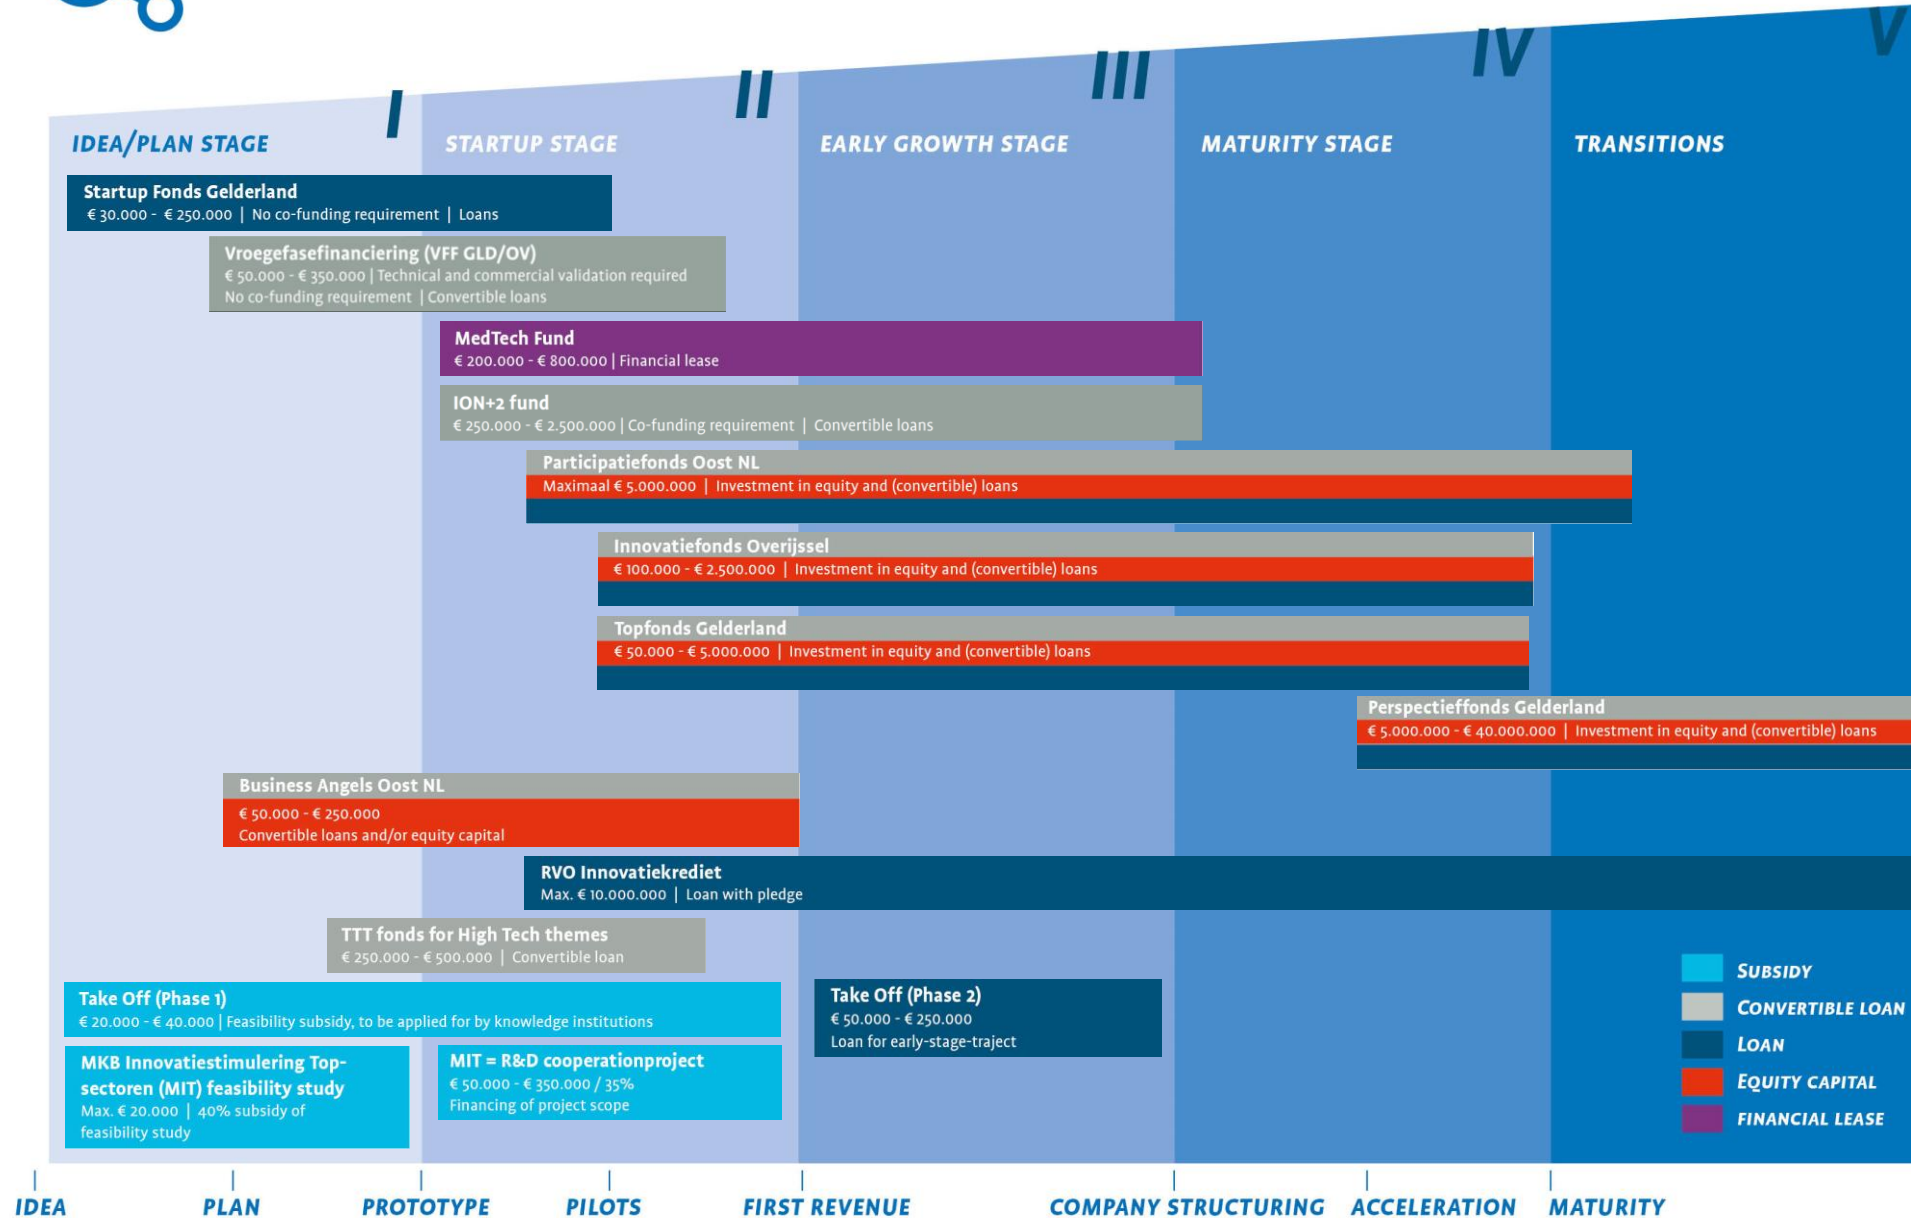 I
II
III
IV
V
IDEA/PLAN STAGE
STARTUP STAGE
EARLY GROWTH STAGE
MATURITY STAGE
TRANSITIONS
Startup Fonds Gelderland
€ 30.000 - € 250.000 | No co-funding requirement | Loans
Vroegefasefinanciering (VFF GLD/OV)
€ 50.000 - € 350.000 | Technical and commercial validation required
No co-funding requirement | Convertible loans
MedTech Fund
€ 200.000 - € 800.000 | Financial lease
ION+2 fund
€ 250.000 - € 2.500.000 | Co-funding requirement | Convertible loans
Participatiefonds Oost NL
Maximaal € 5.000.000 | Investment in equity and (convertible) loans
Innovatiefonds Overijssel
€ 100.000 - € 2.500.000 | Investment in equity and (convertible) loans
Topfonds Gelderland
€ 50.000 - € 5.000.000 | Investment in equity and (convertible) loans
Perspectieffonds Gelderland
€ 5.000.000 - € 40.000.000 | Investment in equity and (convertible) loans
Business Angels Oost NL
€ 50.000 - € 250.000
Convertible loans and/or equity capital
RVO Innovatiekrediet
Max. € 10.000.000 | Loan with pledge
TTT fonds for High Tech themes
€ 250.000 - € 500.000 | Convertible loan
Take Off (Phase 1)
€ 20.000 - € 40.000 | Feasibility subsidy, to be applied for by knowledge institutions
Take Off (Phase 2)
€ 50.000 - € 250.000
Loan for early-stage-traject
MKB Innovatiestimulering Top-
sectoren (MIT) feasibility study
Max. € 20.000 | 40% subsidy of
feasibility study
MIT = R&D cooperationproject
€ 50.000 - € 350.000 / 35%
Financing of project scope
SUBSIDY
CONVERTIBLE LOAN
LOAN
EQUITY CAPITAL
FINANCIAL LEASE
IDEA
PLAN
PROTOTYPE
PILOTS
FIRST REVENUE
COMPANY STRUCTURING
ACCELERATION
MATURITY